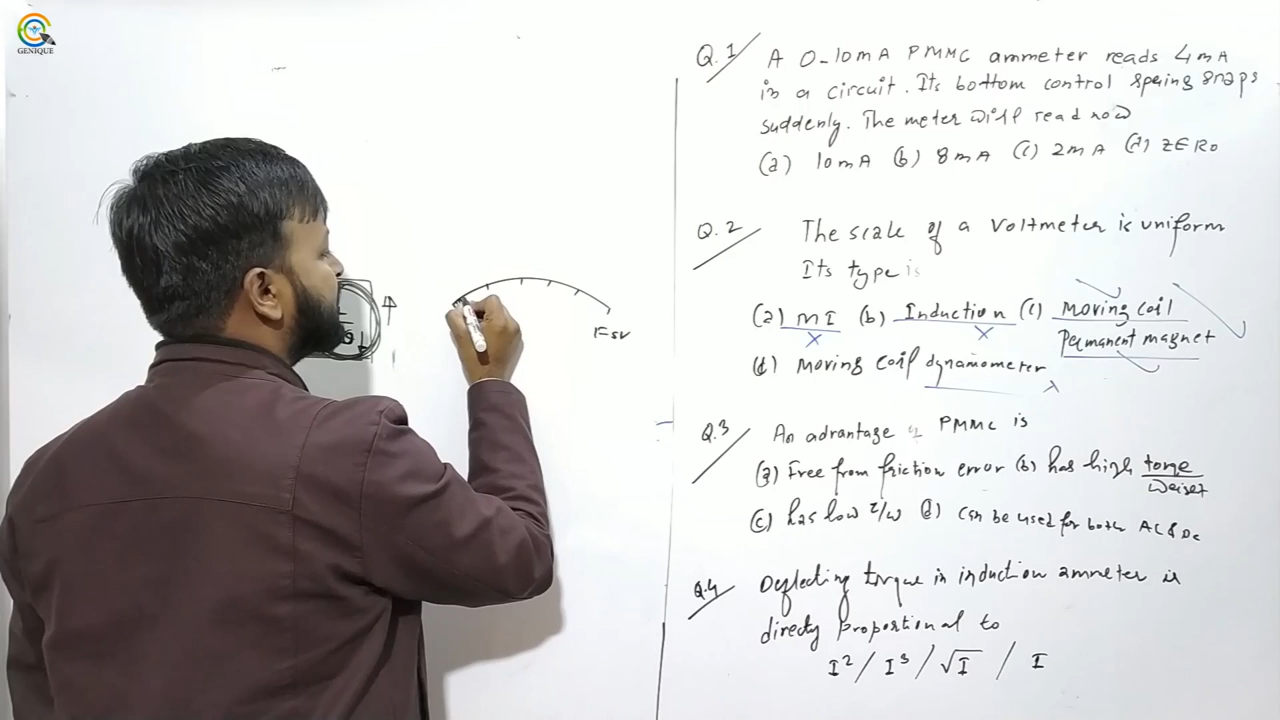 GENIQUE
FSV
Q.1 A 0-10mA PMMC ammeter reads 4mA
in a circuit. Its bottom control spring snaps
suddenly. The meter will read now
(a) 10mA (b) 8mA (c) 2mA (d) ZERO
Q.2 The scale of a voltmeter is uniform
Its type is
(a) MI (b) Induction (c) Moving coil
Permanent magnet
(d) Moving coil dynamometer
Q.3 An advantage of PMMC is
(a) Free from friction error (b) has high torqe
Weight
(c) has low τ/w (d) can be used for both AC & DC
Q.4 Deflecting torque in induction ammeter is
directly proportional to
I² / I³ / √I / I